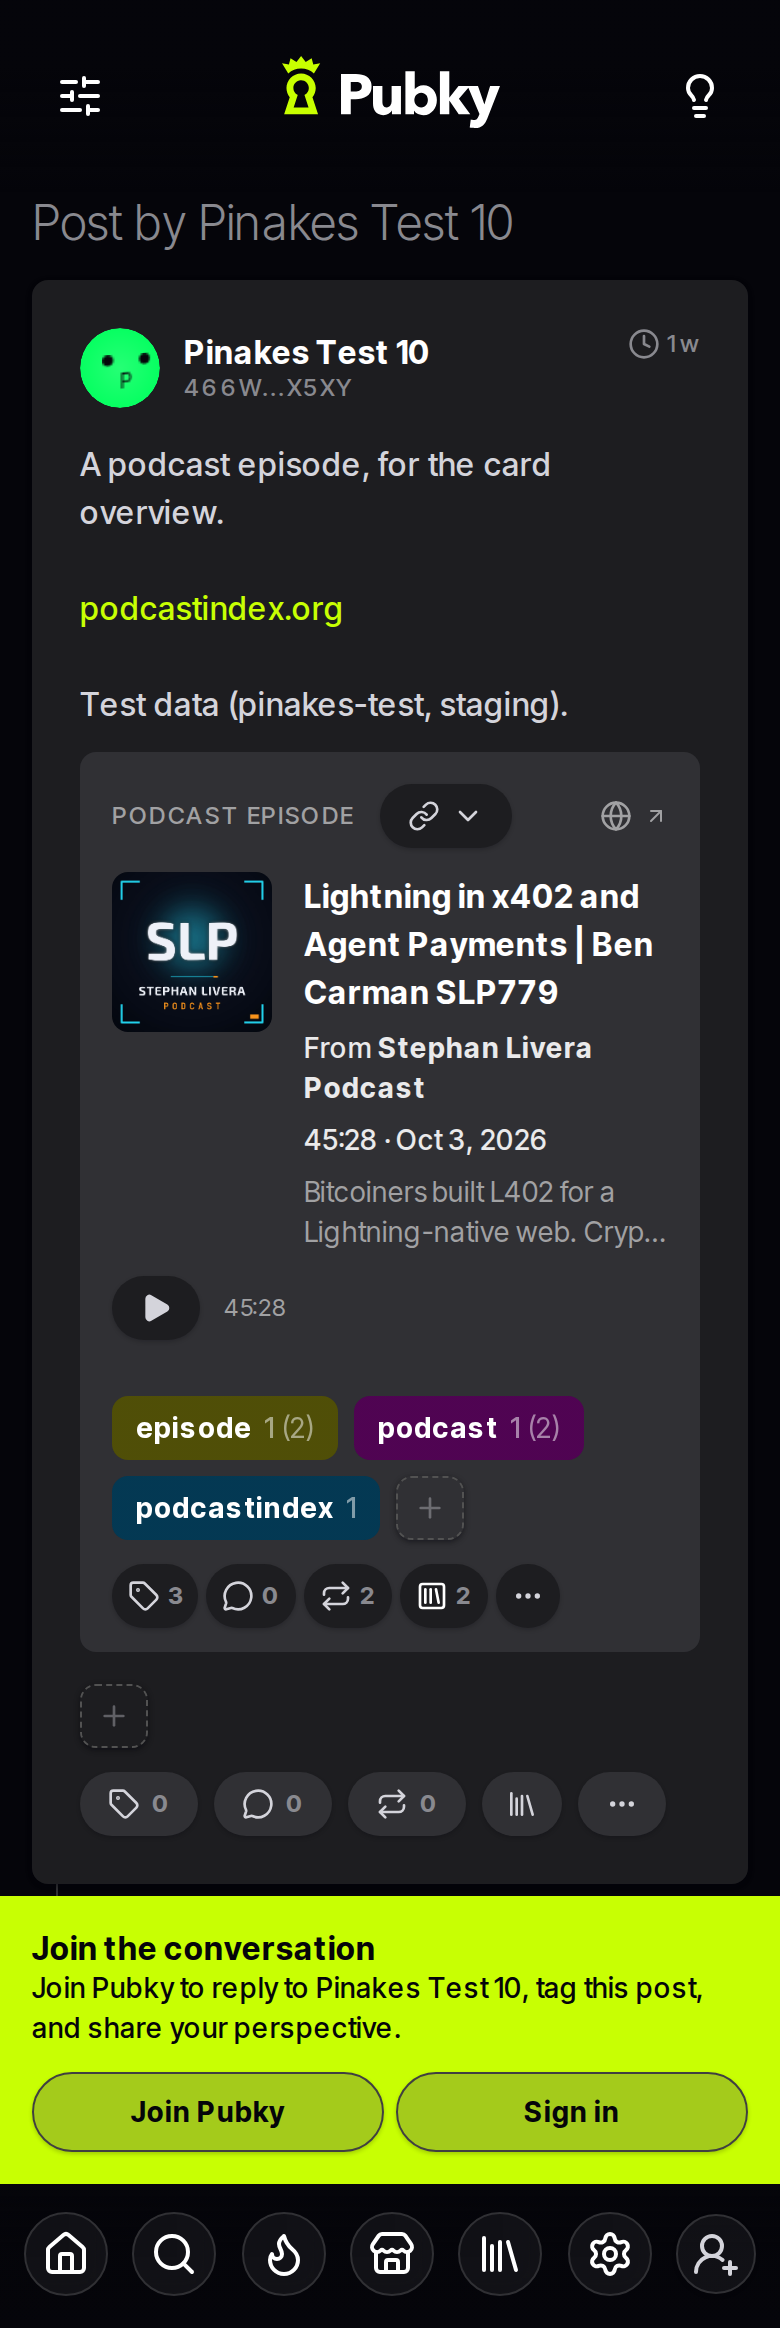 Pubky
Post by Pinakes Test 10
P
Pinakes Test 10
466W...X5XY
1w
A podcast episode, for the card
overview.
podcastindex.org
Test data (pinakes-test, staging).
PODCAST EPISODE
SLP
STEPHAN LIVERA
PODCAST
Lightning in x402 and
Agent Payments | Ben
Carman SLP779
From Stephan Livera
Podcast
45:28 · Oct 3, 2026
Bitcoiners built L402 for a
Lightning-native web. Cryp...
45:28
episode 1 (2)
podcast 1 (2)
podcastindex 1
3 0 2 2
0 0 0
Join the conversation
Join Pubky to reply to Pinakes Test 10, tag this post,
and share your perspective.
Join Pubky
Sign in